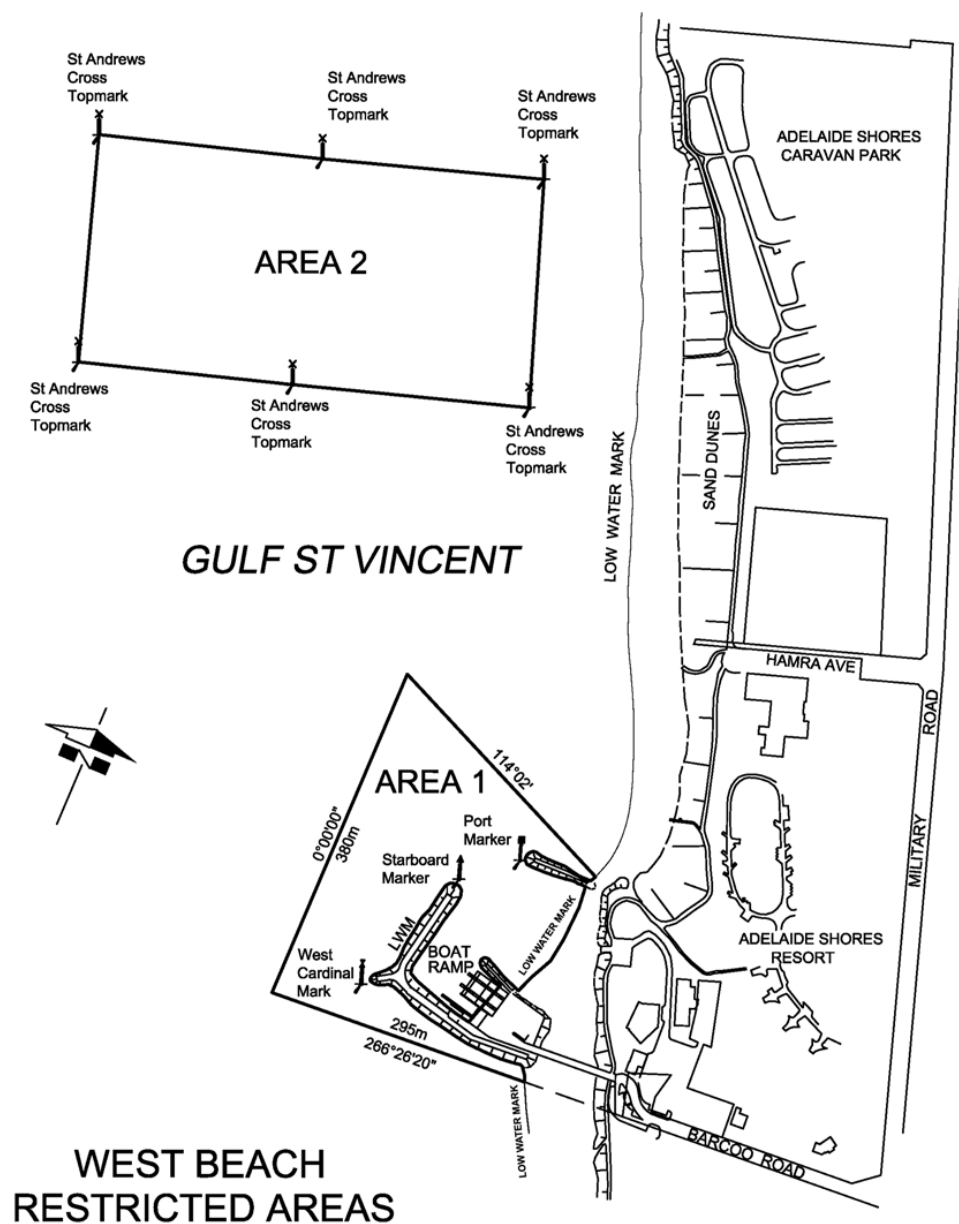 St Andrews
Cross
Topmark
St Andrews
Cross
Topmark
St Andrews
Cross
Topmark
ADELAIDE SHORES
CARAVAN PARK
AREA 2
St Andrews
Cross
Topmark
St Andrews
Cross
Topmark
St Andrews
Cross
Topmark
LOW WATER MARK
SAND DUNES
GULF ST VINCENT
HAMRA AVE
MILITARY ROAD
N
AREA 1
114°02'
0°00'00"
380m
Port
Marker
Starboard
Marker
LWM
BOAT
RAMP
LOW WATER MARK
West
Cardinal
Mark
ADELAIDE SHORES
RESORT
295m
266°26'20"
LOW WATER MARK
BARCOO ROAD
WEST BEACH
RESTRICTED AREAS